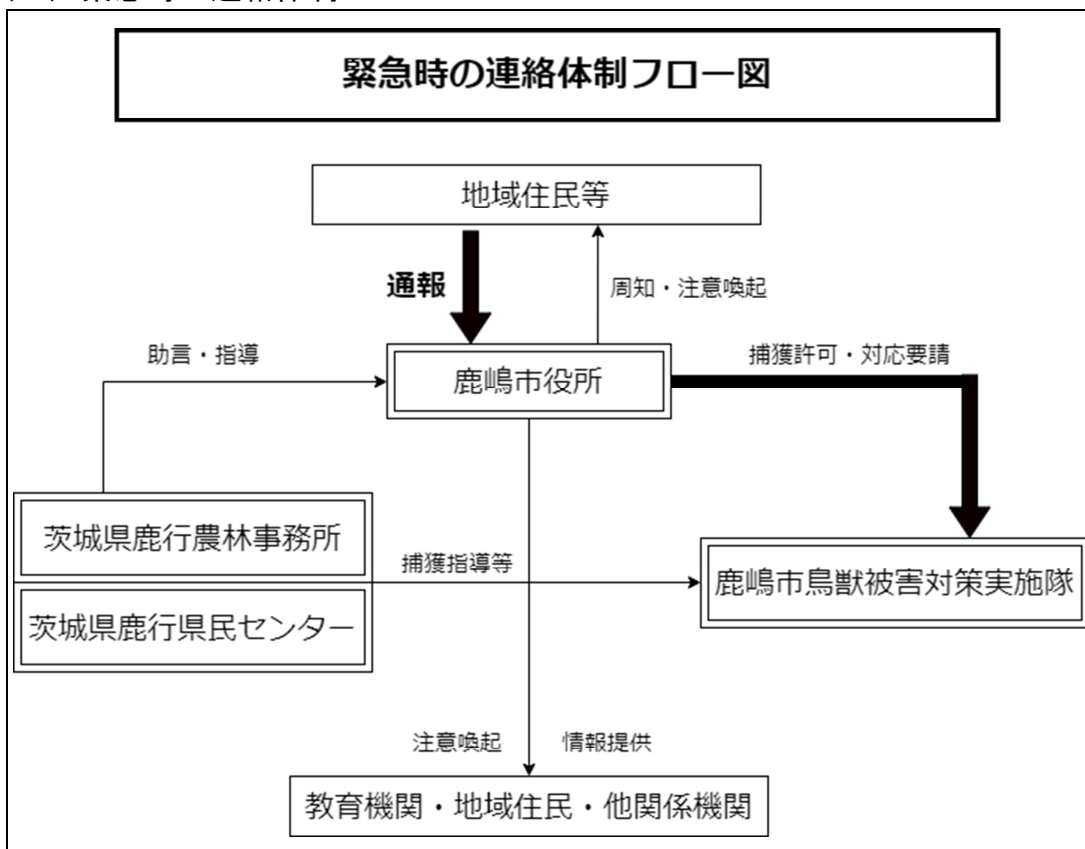 緊急時の連絡体制フロー図
地域住民等
通報
周知・注意喚起
助言・指導
鹿嶋市役所
捕獲許可・対応要請
茨城県鹿行農林事務所
茨城県鹿行県民センター
捕獲指導等
鹿嶋市鳥獣被害対策実施隊
注意喚起
情報提供
教育機関・地域住民・他関係機関